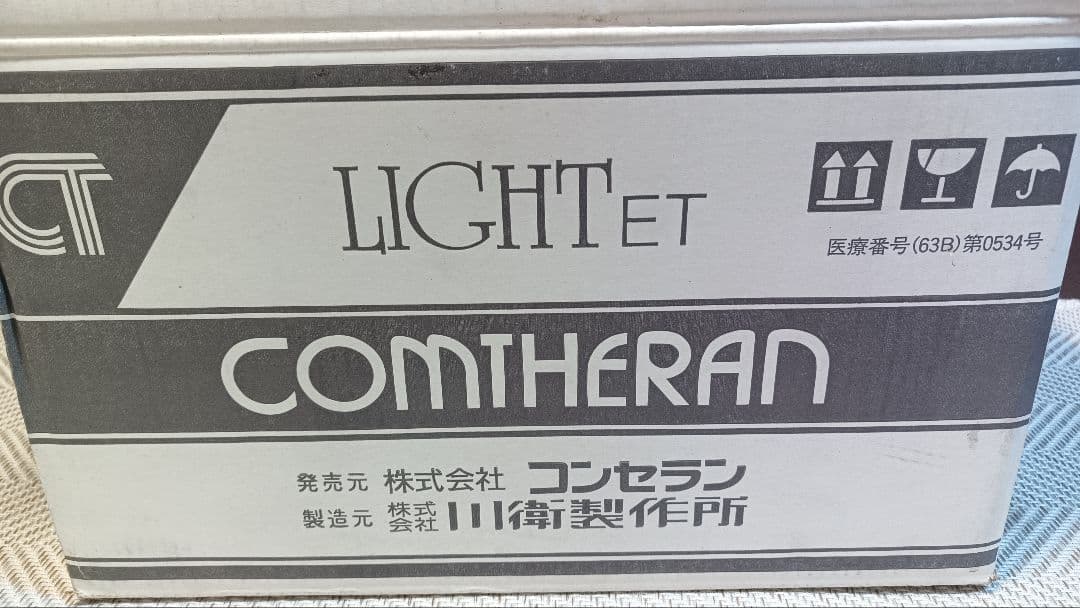 CT
LIGHT ET
医療番号(63B)第0534号
COMTHERAN
発売元 株式会社 コンセラン
製造元 株式会社 川衛製作所